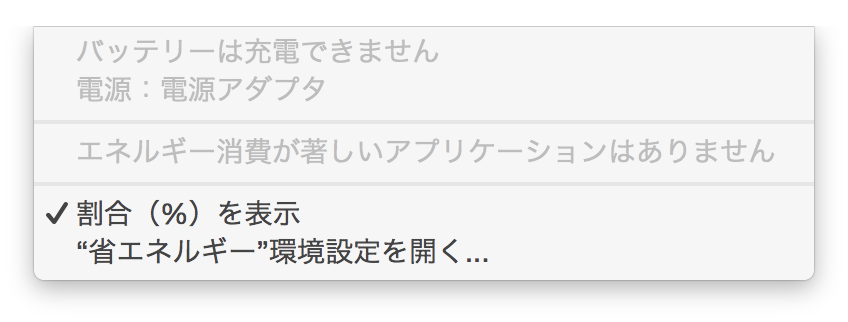 バッテリーは充電できません
電源：電源アダプタ
エネルギー消費が著しいアプリケーションはありません
✓ 割合（%）を表示
“省エネルギー”環境設定を開く...